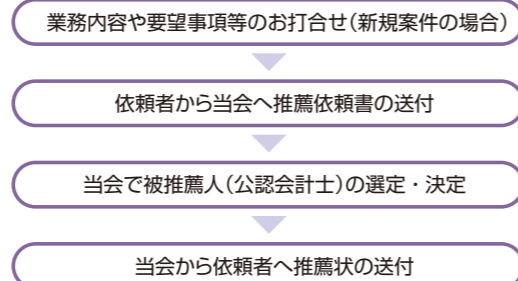 業務内容や要望事項等のお打合せ(新規案件の場合)
依頼者から当会へ推薦依頼書の送付
当会で被推薦人(公認会計士)の選定・決定
当会から依頼者へ推薦状の送付